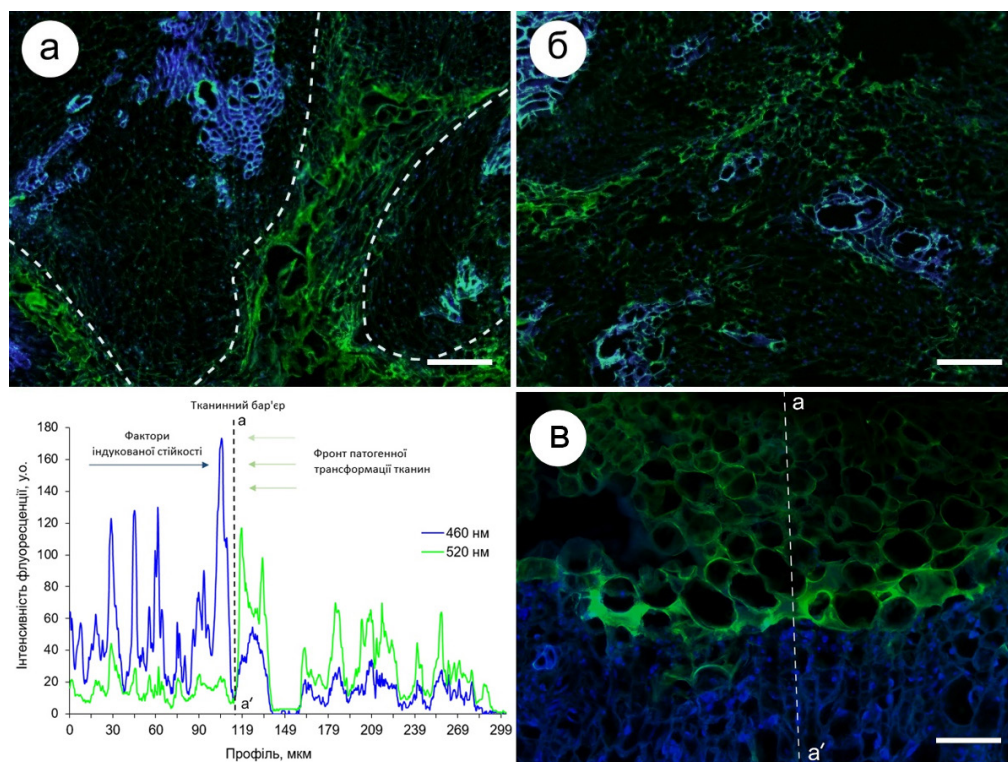 а
б
Тканинний бар'єр
а
Фактори
індукованої стійкості
Фронт патогенної
трансформації тканин
460 нм
520 нм
Інтенсивність флуоресценції, у.о.
180
160
140
120
100
80
60
40
20
0
0 30 60 90 119 149 179 209 239 269 299
а′
Профіль, мкм
в
а
а′